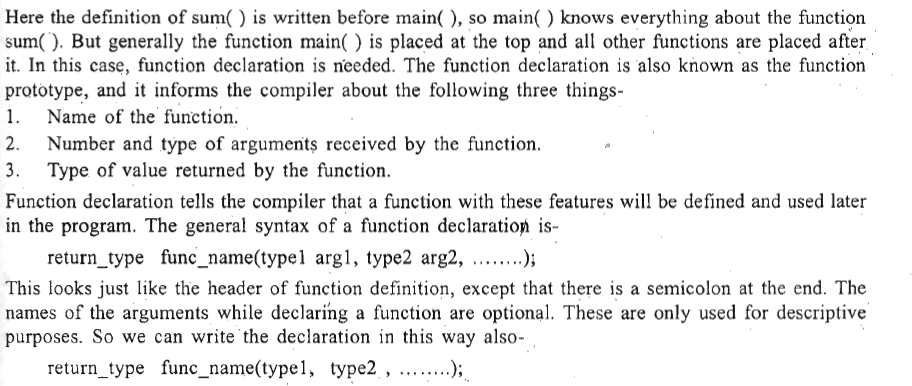 Here the definition of sum( ) is written before main( ), so main( ) knows everything about the function
sum( ). But generally the function main( ) is placed at the top and all other functions are placed after
it. In this case, function declaration is needed. The function declaration is also known as the function
prototype, and it informs the compiler about the following three things-
1. Name of the function.
2. Number and type of arguments received by the function.
3. Type of value returned by the function.
Function declaration tells the compiler that a function with these features will be defined and used later
in the program. The general syntax of a function declaration is-
return_type func_name(type1 arg1, type2 arg2, ........);
This looks just like the header of function definition, except that there is a semicolon at the end. The
names of the arguments while declaring a function are optional. These are only used for descriptive
purposes. So we can write the declaration in this way also-
return_type func_name(type1, type2 , ........);